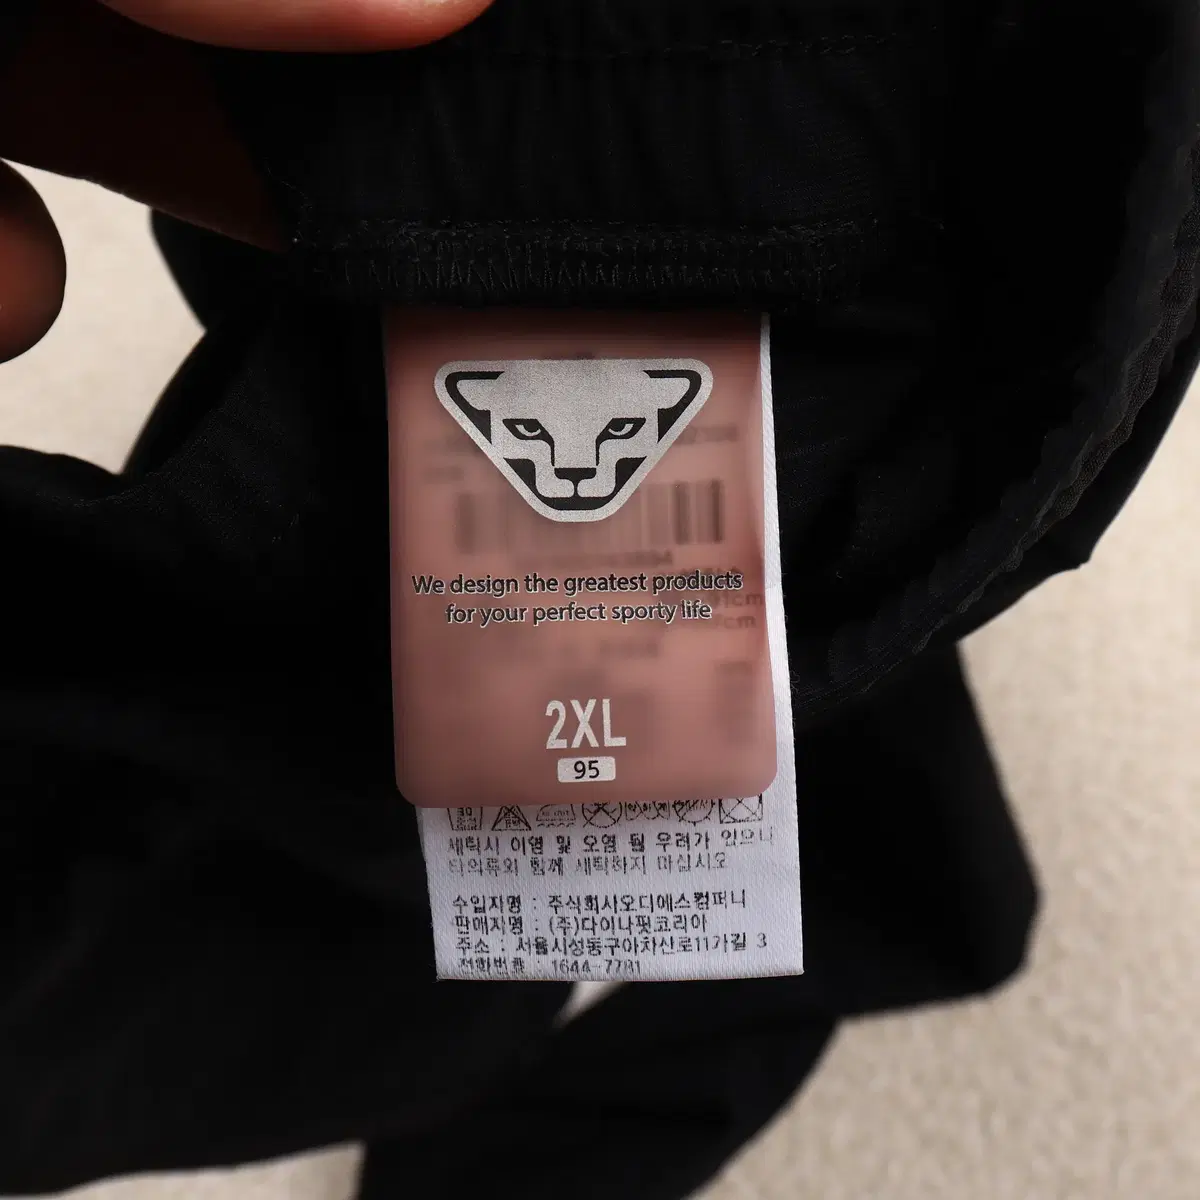 We design the greatest products
for your perfect sporty life
2XL
95
세탁시 이염 및 오염 될 우려가 있으니
타의류와 함께 세탁하지 마십시오
수입자명 : 주식회사오디에스컴퍼니
판매자명 : (주)다이나핏코리아
주소 : 서울시성동구아차산로11가길 3
전화번호 : 1644-7781